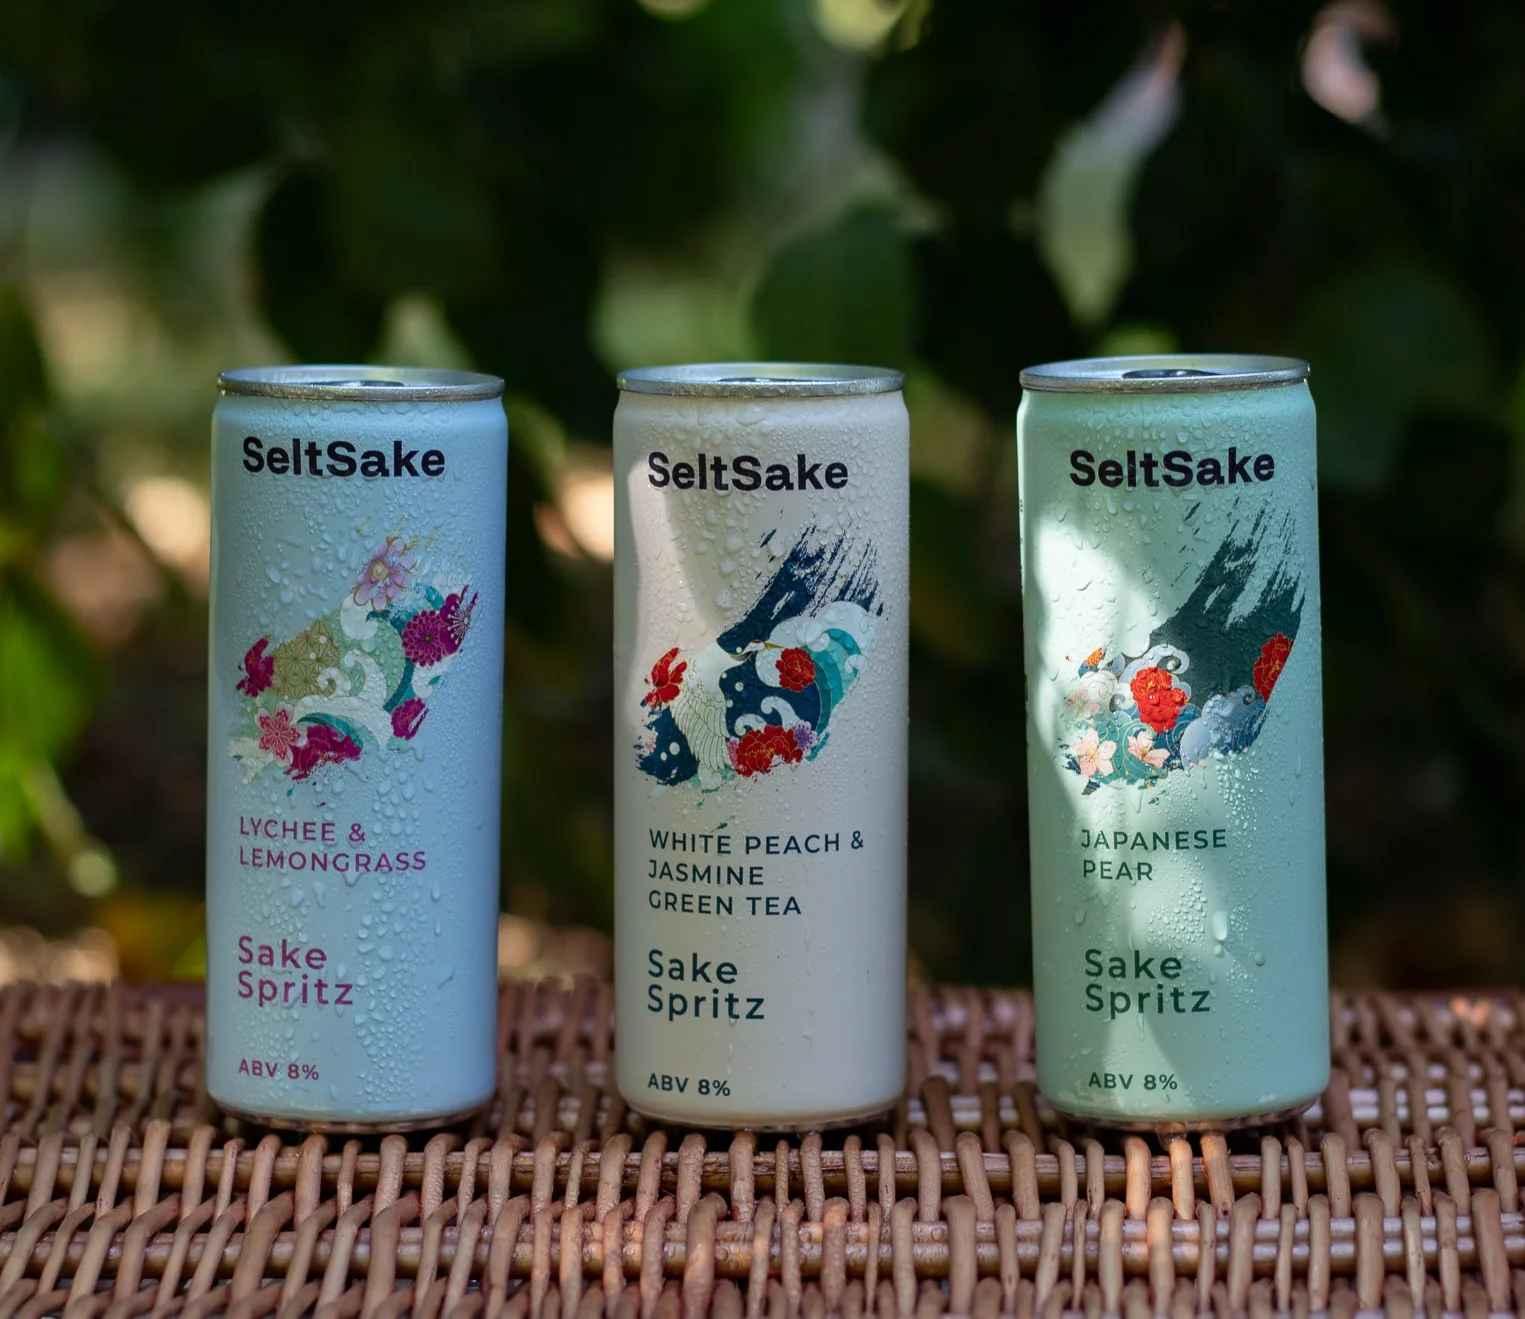 SeltSake
LYCHEE &
LEMONGRASS
Sake
Spritz
ABV 8%
SeltSake
WHITE PEACH &
JASMINE
GREEN TEA
Sake
Spritz
ABV 8%
SeltSake
JAPANESE
PEAR
Sake
Spritz
ABV 8%